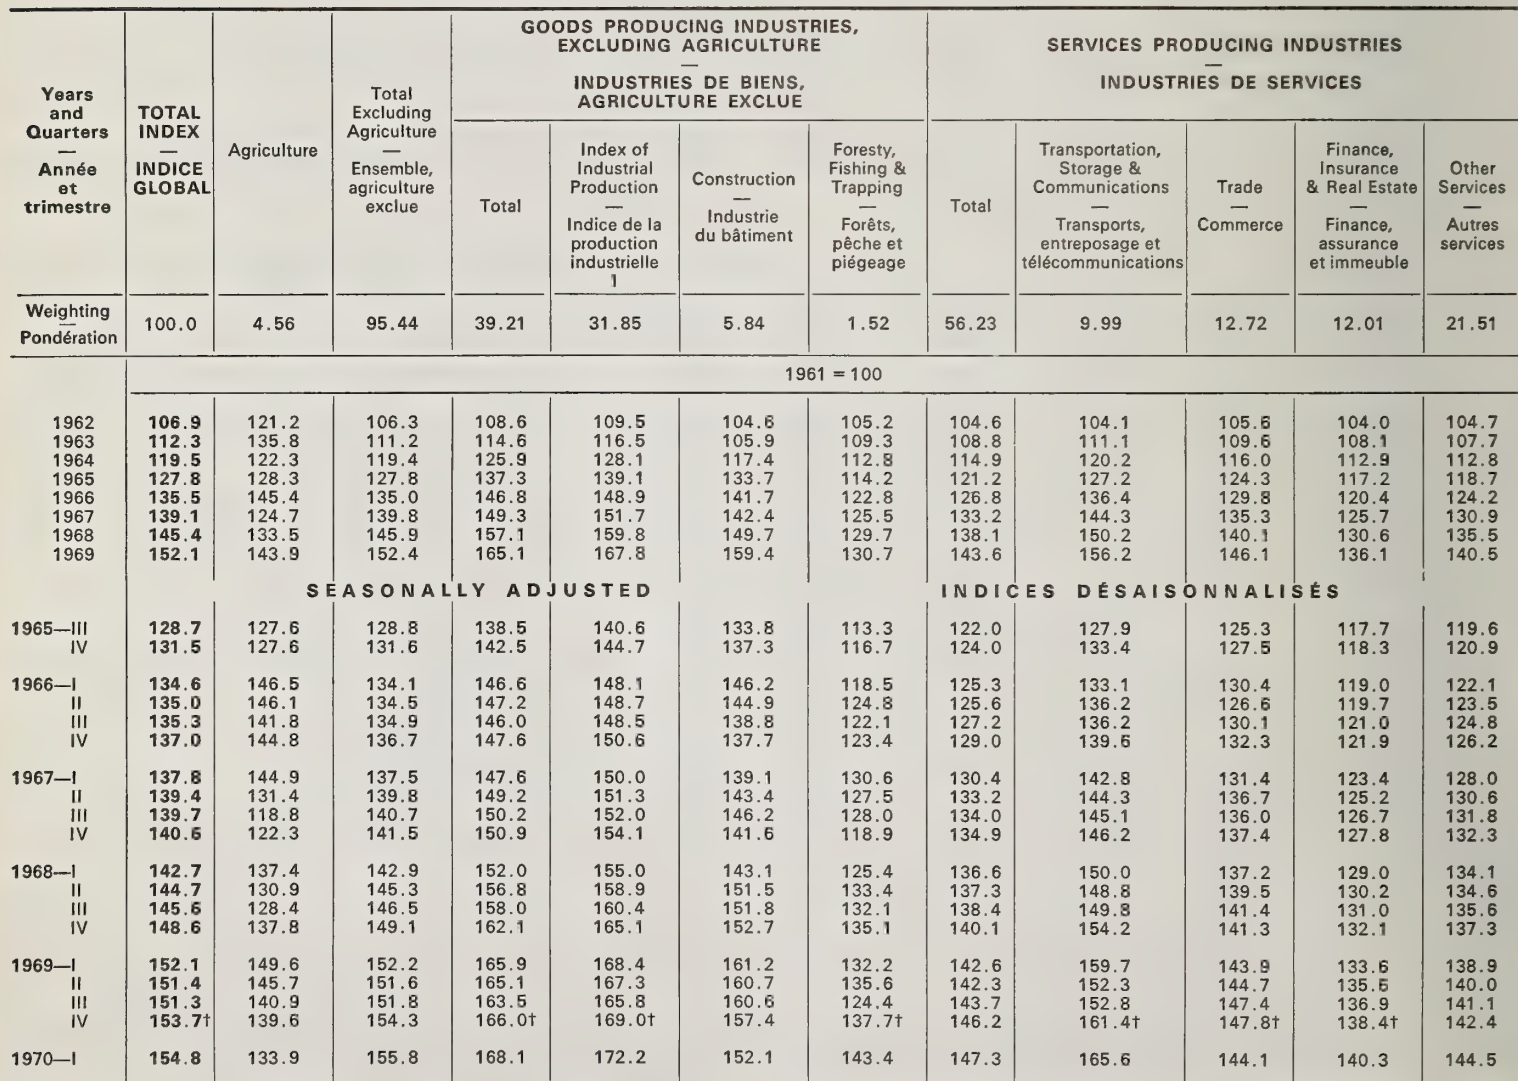 GOODS PRODUCING INDUSTRIES,
EXCLUDING AGRICULTURE
—
INDUSTRIES DE BIENS,
AGRICULTURE EXCLUE
SERVICES PRODUCING INDUSTRIES
—
INDUSTRIES DE SERVICES
Years
and
Quarters
—
Année
et
trimestre
TOTAL
INDEX
—
INDICE
GLOBAL
Agriculture
Total
Excluding
Agriculture
—
Ensemble,
agriculture
exclue
Total
Index of
Industrial
Production
—
Indice de la
production
industrielle
1
Construction
—
Industrie
du bâtiment
Foresty,
Fishing &
Trapping
—
Forêts,
pêche et
piégeage
Total
Transportation,
Storage &
Communications
—
Transports,
entreposage et
télécommunications
Trade
—
Commerce
Finance,
Insurance
& Real Estate
—
Finance,
assurance
et immeuble
Other
Services
—
Autres
services
Weighting
—
Pondération
100.0 4.56 95.44 39.21 31.85 5.84 1.52 56.23 9.99 12.72 12.01 21.51
1961 = 100
1962 106.9 121.2 106.3 108.6 109.5 104.6 105.2 104.6 104.1 105.6 104.0 104.7
1963 112.3 135.8 111.2 114.6 116.5 105.9 109.3 108.8 111.1 109.6 108.1 107.7
1964 119.5 122.3 119.4 125.9 128.1 117.4 112.8 114.9 120.2 116.0 112.9 112.8
1965 127.8 128.3 127.8 137.3 139.1 133.7 114.2 121.2 127.2 124.3 117.2 118.7
1966 135.5 145.4 135.0 146.8 148.9 141.7 122.8 126.8 136.4 129.8 120.4 124.2
1967 139.1 124.7 139.8 149.3 151.7 142.4 125.5 133.2 144.3 135.3 125.7 130.9
1968 145.4 133.5 145.9 157.1 159.8 149.7 129.7 138.1 150.2 140.1 130.6 135.5
1969 152.1 143.9 152.4 165.1 167.8 159.4 130.7 143.6 156.2 146.1 136.1 140.5
SEASONALLY ADJUSTED INDICES DÉSAISONNALISÉS
1965—III 128.7 127.6 128.8 138.5 140.6 133.8 113.3 122.0 127.9 125.3 117.7 119.6
IV 131.5 127.6 131.6 142.5 144.7 137.3 116.7 124.0 133.4 127.5 118.3 120.9
1966—I 134.6 146.5 134.1 146.6 148.1 146.2 118.5 125.3 133.1 130.4 119.0 122.1
II 135.0 146.1 134.5 147.2 148.7 144.9 124.8 125.6 136.2 126.6 119.7 123.5
III 135.3 141.8 134.9 146.0 148.5 138.8 122.1 127.2 136.2 130.1 121.0 124.8
IV 137.0 144.8 136.7 147.6 150.6 137.7 123.4 129.0 139.6 132.3 121.9 126.2
1967—I 137.8 144.9 137.5 147.6 150.0 139.1 130.6 130.4 142.8 131.4 123.4 128.0
II 139.4 131.4 139.8 149.2 151.3 143.4 127.5 133.2 144.3 136.7 125.2 130.6
III 139.7 118.8 140.7 150.2 152.0 146.2 128.0 134.0 145.1 136.0 126.7 131.8
IV 140.6 122.3 141.5 150.9 154.1 141.6 118.9 134.9 146.2 137.4 127.8 132.3
1968—I 142.7 137.4 142.9 152.0 155.0 143.1 125.4 136.6 150.0 137.2 129.0 134.1
II 144.7 130.9 145.3 156.8 158.9 151.5 133.4 137.3 148.8 139.5 130.2 134.6
III 145.6 128.4 146.5 158.0 160.4 151.8 132.1 138.4 149.8 141.4 131.0 135.6
IV 148.6 137.8 149.1 162.1 165.1 152.7 135.1 140.1 154.2 141.3 132.1 137.3
1969—I 152.1 149.6 152.2 165.9 168.4 161.2 132.2 142.6 159.7 143.9 133.6 138.9
II 151.4 145.7 151.6 165.1 167.3 160.7 135.6 142.3 152.3 144.7 135.5 140.0
III 151.3 140.9 151.8 163.5 165.8 160.6 124.4 143.7 152.8 147.4 136.9 141.1
IV 153.7† 139.6 154.3 166.0† 169.0† 157.4 137.7† 146.2 161.4† 147.8† 138.4† 142.4
1970—I 154.8 133.9 155.8 168.1 172.2 152.1 143.4 147.3 165.6 144.1 140.3 144.5